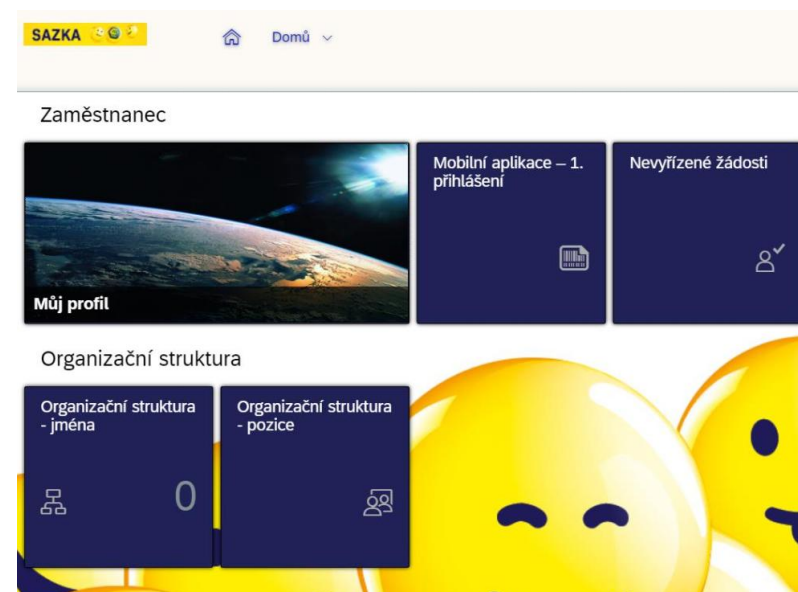 SAZKA
Domů
Zaměstnanec
Mobilní aplikace – 1.
přihlášení
Nevyřízené žádosti
Můj profil
Organizační struktura
Organizační struktura
- jména
0
Organizační struktura
- pozice